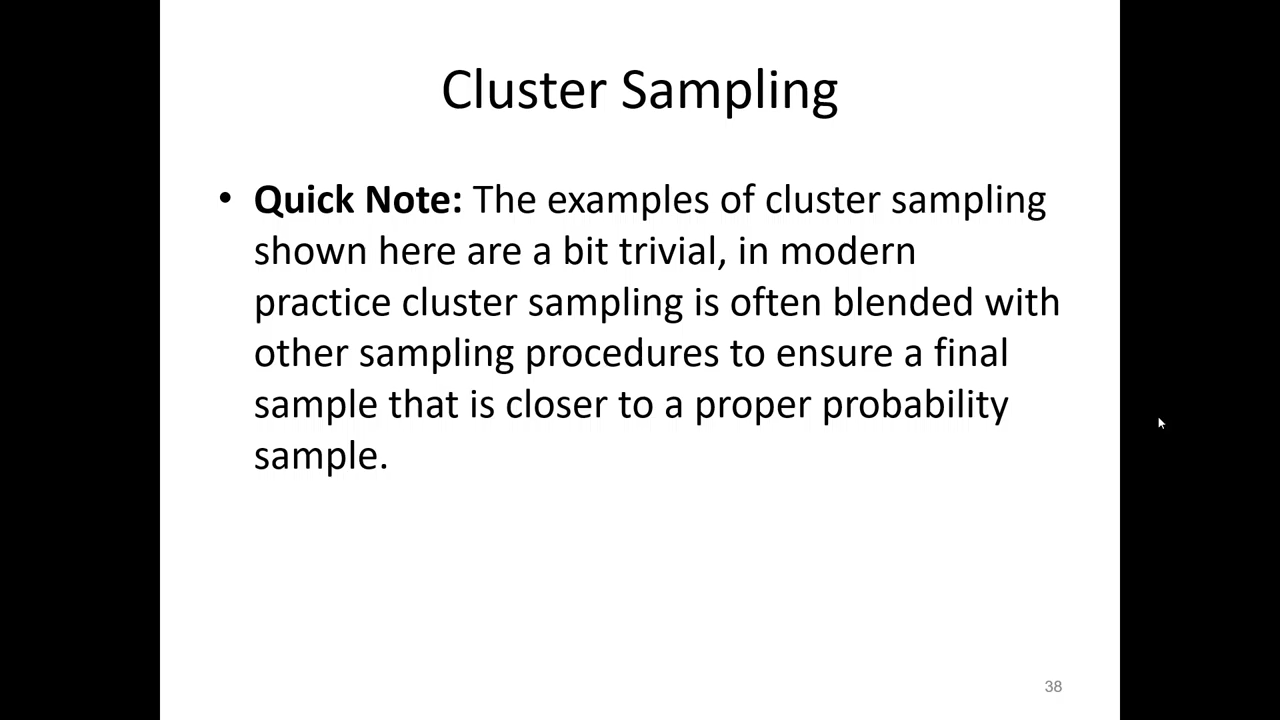 Cluster Sampling
• Quick Note: The examples of cluster sampling
shown here are a bit trivial, in modern
practice cluster sampling is often blended with
other sampling procedures to ensure a final
sample that is closer to a proper probability
sample.
38